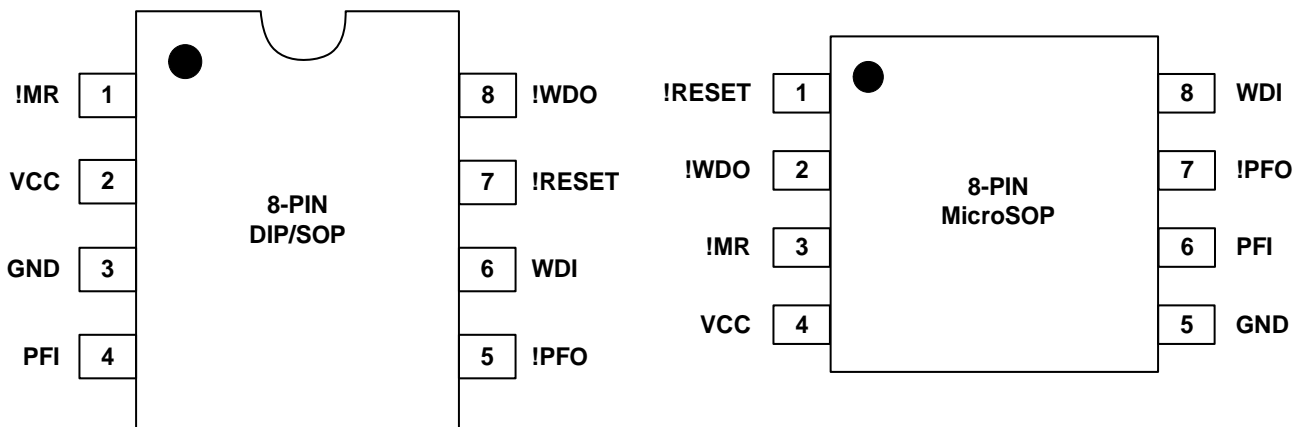 !MR 1
8 !WDO
VCC 2
7 !RESET
8-PIN
DIP/SOP
GND 3
6 WDI
PFI 4
5 !PFO
!RESET 1
8 WDI
!WDO 2
7 !PFO
8-PIN
MicroSOP
!MR 3
6 PFI
VCC 4
5 GND